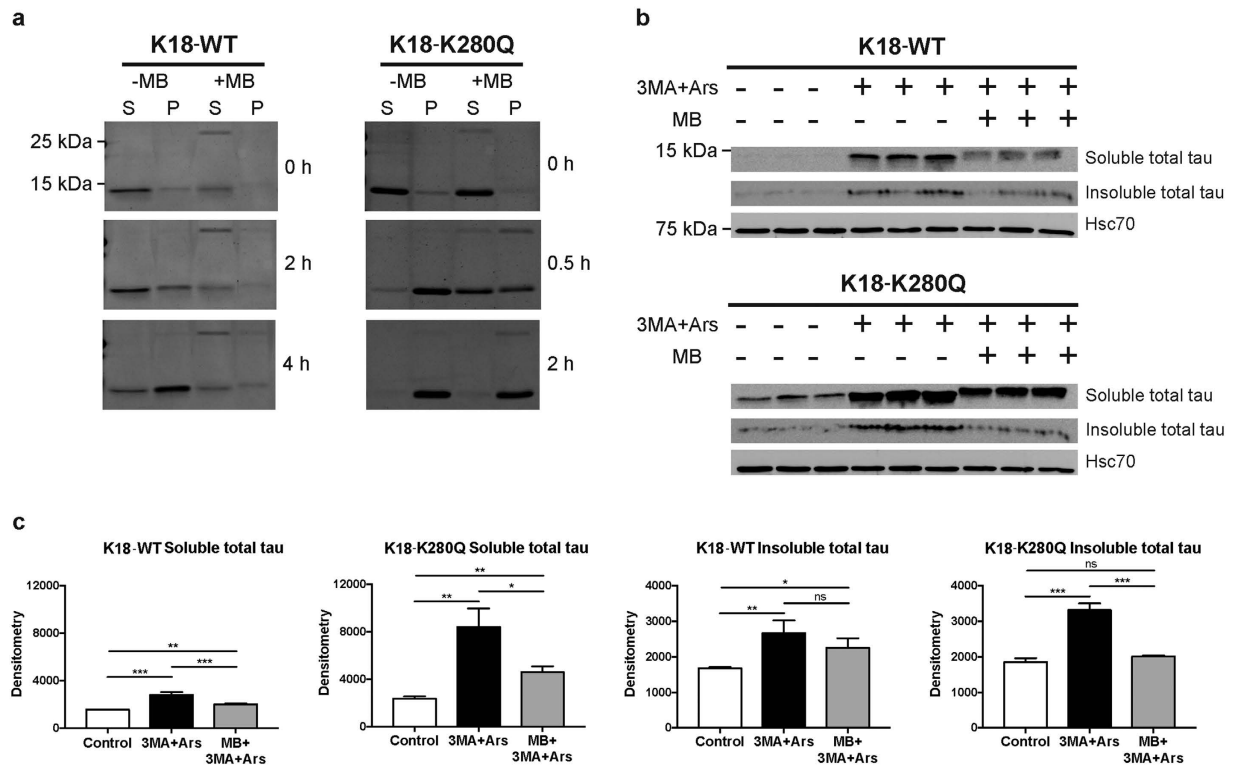 a
K18-WT
-MB +MB
S P S P
25 kDa
15 kDa
0 h
2 h
4 h
K18-K280Q
-MB +MB
S P S P
0 h
0.5 h
2 h
b
K18-WT
3MA+Ars - - - + + + + + +
MB - - - - - - + + +
15 kDa
Soluble total tau
Insoluble total tau
75 kDa
Hsc70
K18-K280Q
3MA+Ars - - - + + + + + +
MB - - - - - - + + +
Soluble total tau
Insoluble total tau
Hsc70
c
K18-WT Soluble total tau
Densitometry
12000
8000
4000
0
**
***
***
Control 3MA+Ars MB+
3MA+Ars
K18-K280Q Soluble total tau
Densitometry
12000
8000
4000
0
**
*
**
Control 3MA+Ars MB+
3MA+Ars
K18-WT Insoluble total tau
Densitometry
4000
3000
2000
1000
0
*
ns
**
Control 3MA+Ars MB+
3MA+Ars
K18-K280Q Insoluble total tau
Densitometry
4000
3000
2000
1000
0
ns
***
***
Control 3MA+Ars MB+
3MA+Ars